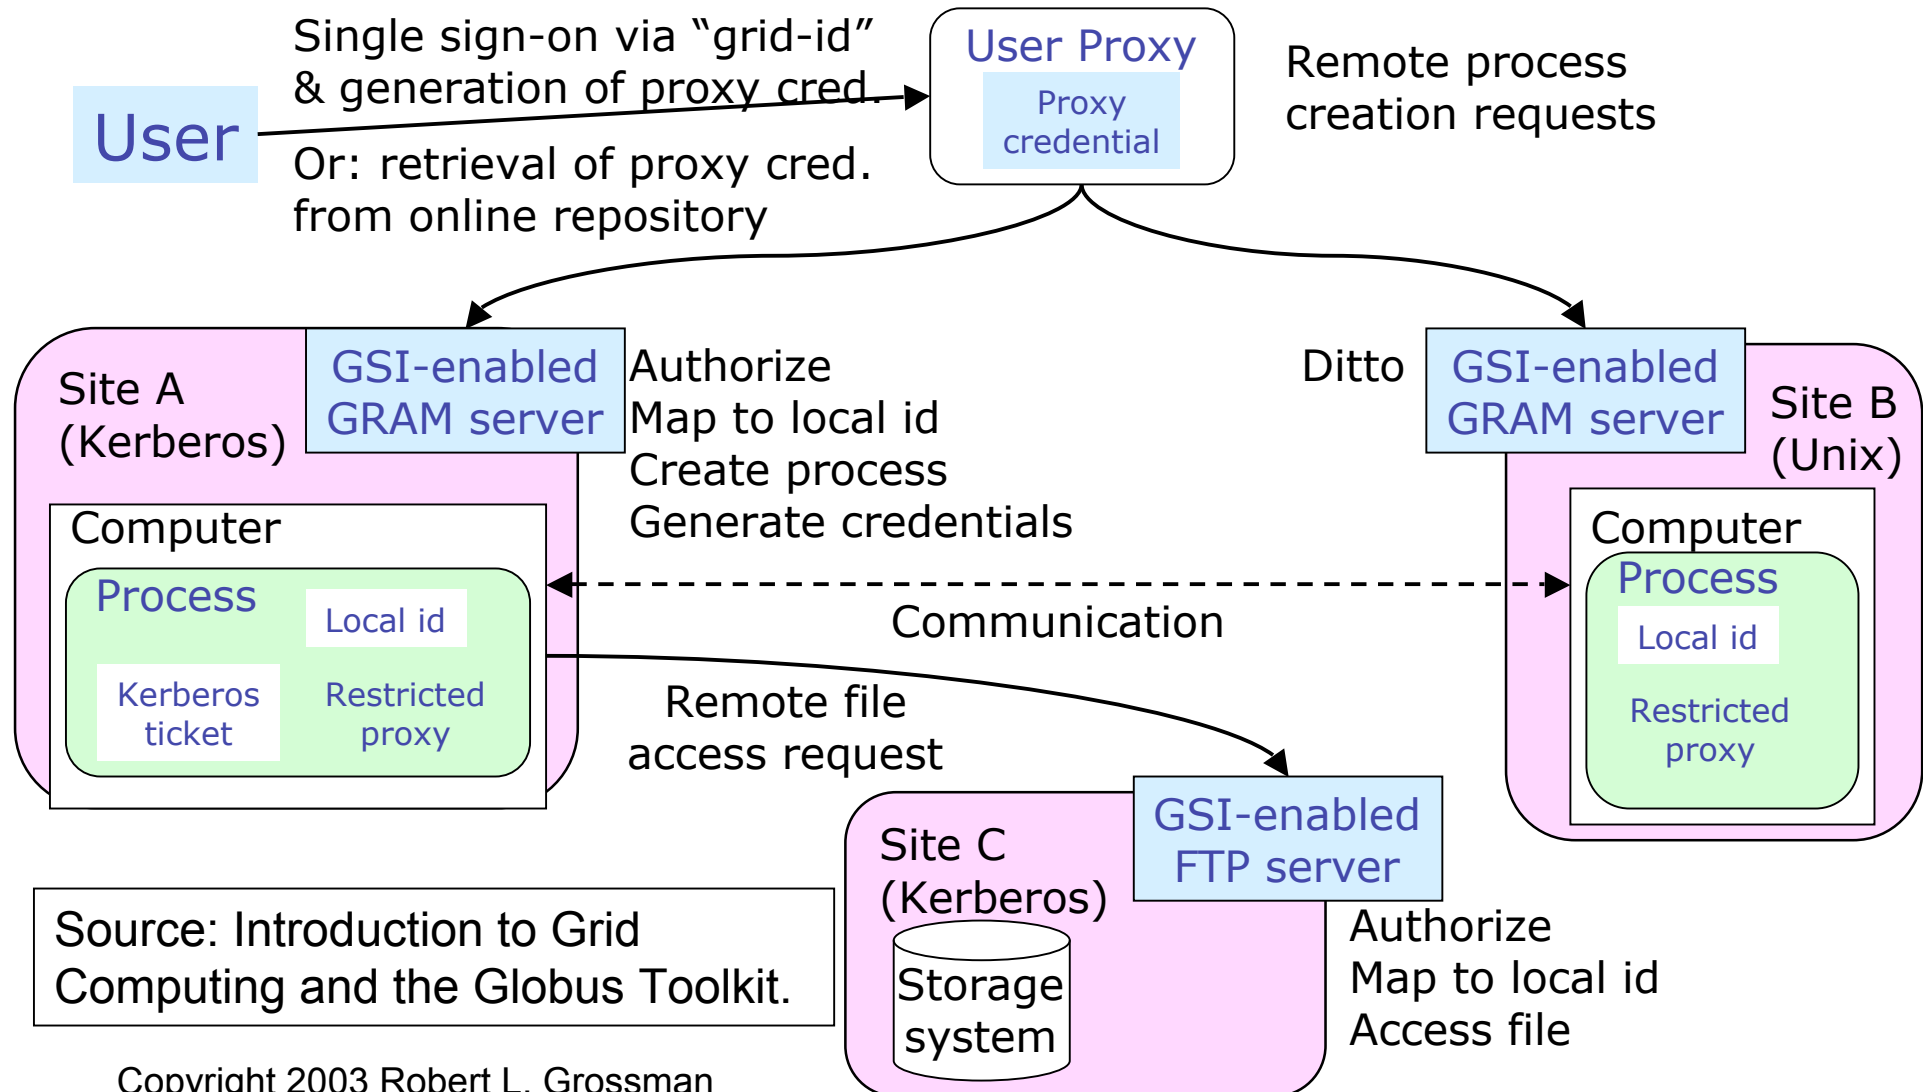 Single sign-on via “grid-id”
& generation of proxy cred.
Or: retrieval of proxy cred.
from online repository
User
User Proxy
Proxy
credential
Remote process
creation requests
Site A
(Kerberos)
GSI-enabled
GRAM server
Authorize
Map to local id
Create process
Generate credentials
Ditto
GSI-enabled
GRAM server
Site B
(Unix)
Computer
Process
Local id
Kerberos
ticket
Restricted
proxy
Communication
Computer
Process
Local id
Restricted
proxy
Remote file
access request
Site C
(Kerberos)
GSI-enabled
FTP server
Storage
system
Authorize
Map to local id
Access file
Source: Introduction to Grid
Computing and the Globus Toolkit.
Copyright 2003 Robert L. Grossman